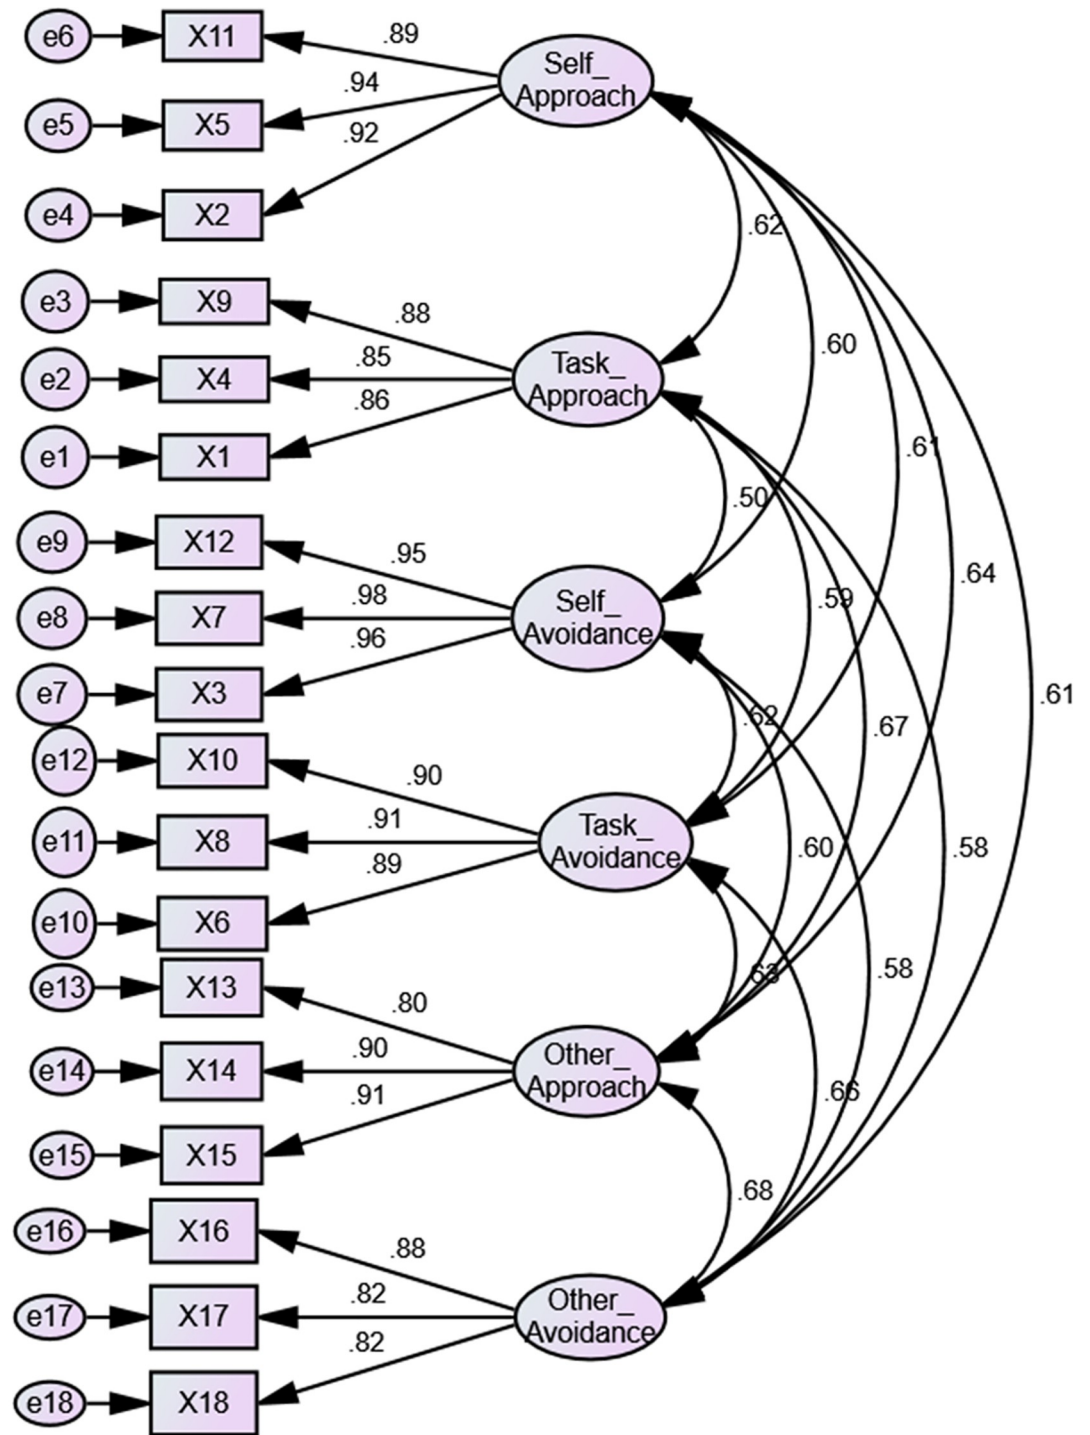 e6
X11
.89
Self_
Approach
e5
X5
.94
e4
X2
.92
.62
e3
X9
.88
.60
e2
X4
.85
Task_
Approach
e1
X1
.86
.61
.50
e9
X12
.95
.64
e8
X7
.98
Self_
Avoidance
.59
e7
X3
.96
.61
.62
.67
e12
X10
.90
e11
X8
.91
Task_
Avoidance
.60
.58
e10
X6
.89
e13
X13
.80
.63
.58
e14
X14
.90
Other_
Approach
.66
e15
X15
.91
.68
e16
X16
.88
e17
X17
.82
Other_
Avoidance
e18
X18
.82